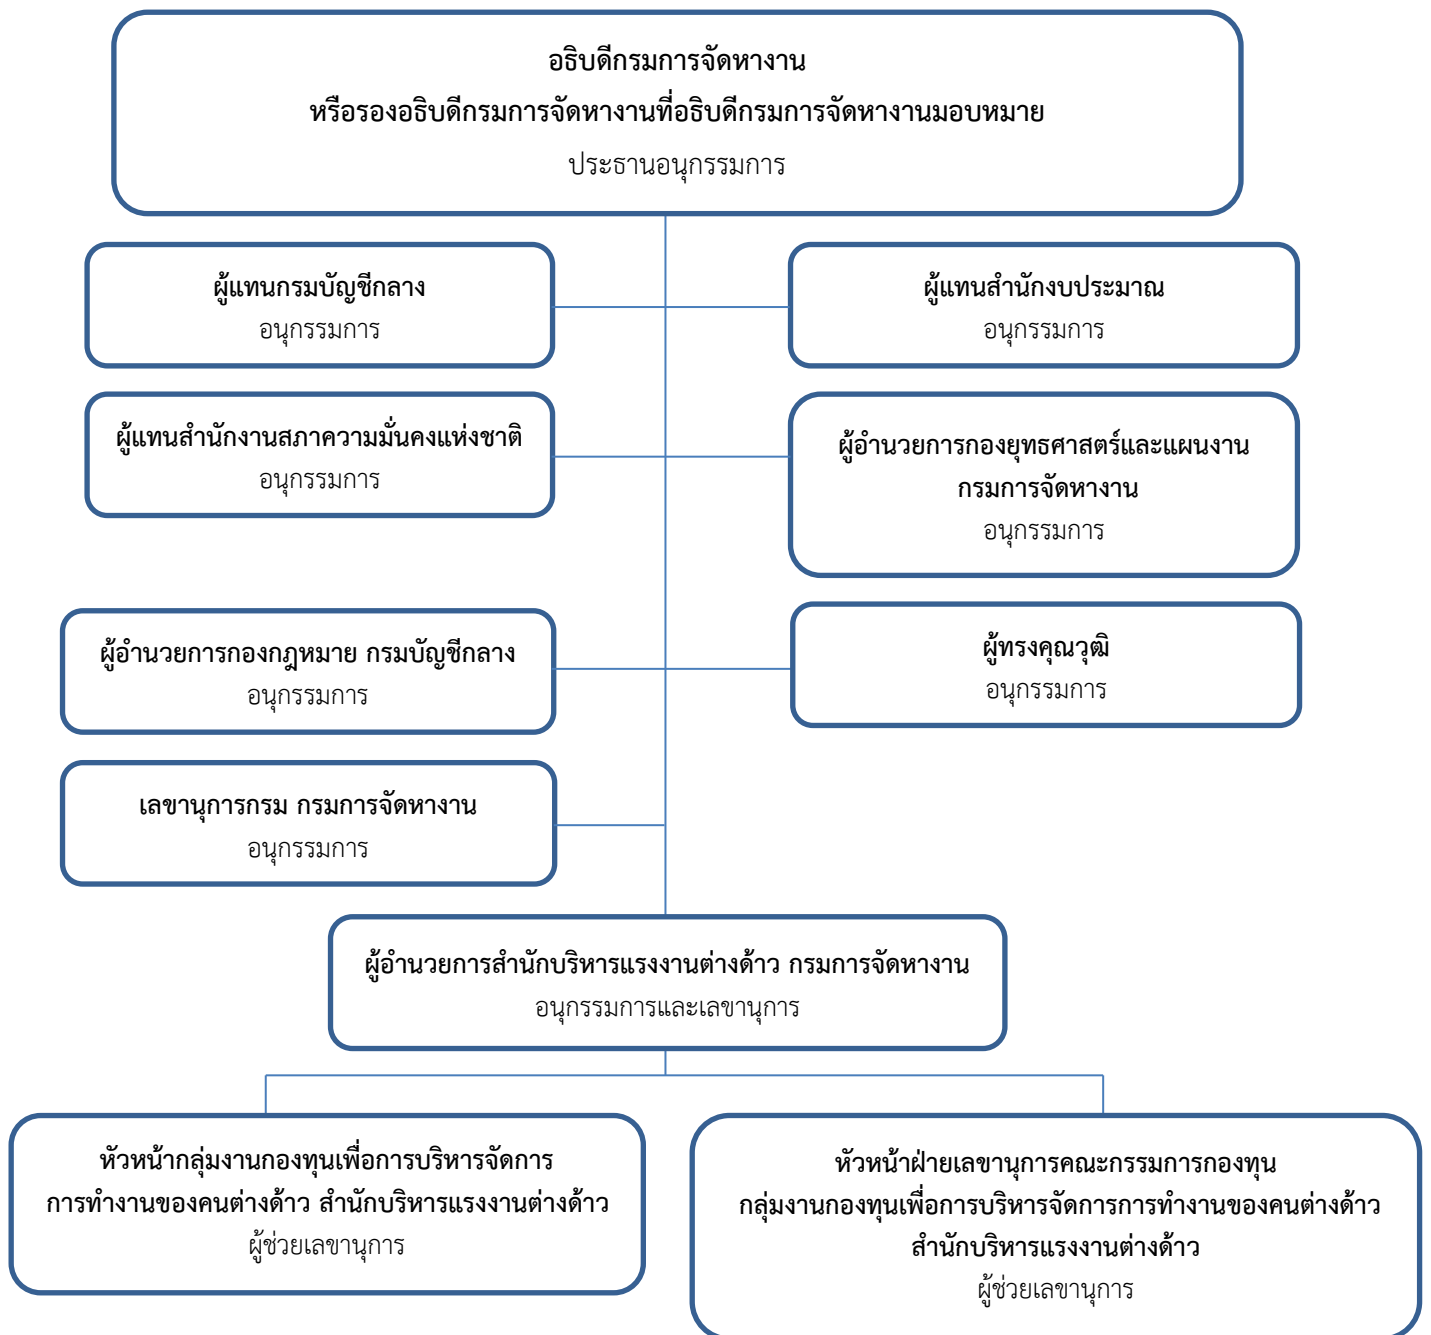 อธิบดีกรมการจัดหางาน
หรือรองอธิบดีกรมการจัดหางานที่อธิบดีกรมการจัดหางานมอบหมาย
ประธานอนุกรรมการ
ผู้แทนกรมบัญชีกลาง
อนุกรรมการ
ผู้แทนสำนักงบประมาณ
อนุกรรมการ
ผู้แทนสำนักงานสภาความมั่นคงแห่งชาติ
อนุกรรมการ
ผู้อำนวยการกองยุทธศาสตร์และแผนงาน
กรมการจัดหางาน
อนุกรรมการ
ผู้อำนวยการกองกฎหมาย กรมบัญชีกลาง
อนุกรรมการ
ผู้ทรงคุณวุฒิ
อนุกรรมการ
เลขานุการกรม กรมการจัดหางาน
อนุกรรมการ
ผู้อำนวยการสำนักบริหารแรงงานต่างด้าว กรมการจัดหางาน
อนุกรรมการและเลขานุการ
หัวหน้ากลุ่มงานกองทุนเพื่อการบริหารจัดการ
การทำงานของคนต่างด้าว สำนักบริหารแรงงานต่างด้าว
ผู้ช่วยเลขานุการ
หัวหน้าฝ่ายเลขานุการคณะกรรมการกองทุน
กลุ่มงานกองทุนเพื่อการบริหารจัดการการทำงานของคนต่างด้าว
สำนักบริหารแรงงานต่างด้าว
ผู้ช่วยเลขานุการ